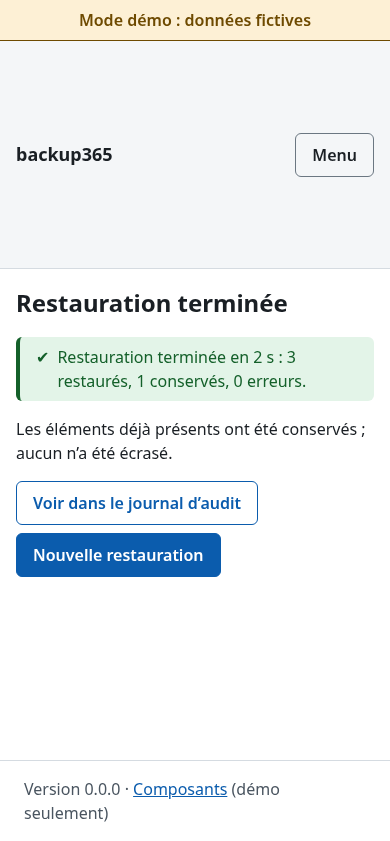 Mode démo : données fictives
backup365
Menu
Restauration terminée
✔ Restauration terminée en 2 s : 3
restaurés, 1 conservés, 0 erreurs.
Les éléments déjà présents ont été conservés ;
aucun n’a été écrasé.
Voir dans le journal d’audit
Nouvelle restauration
Version 0.0.0 · Composants (démo
seulement)